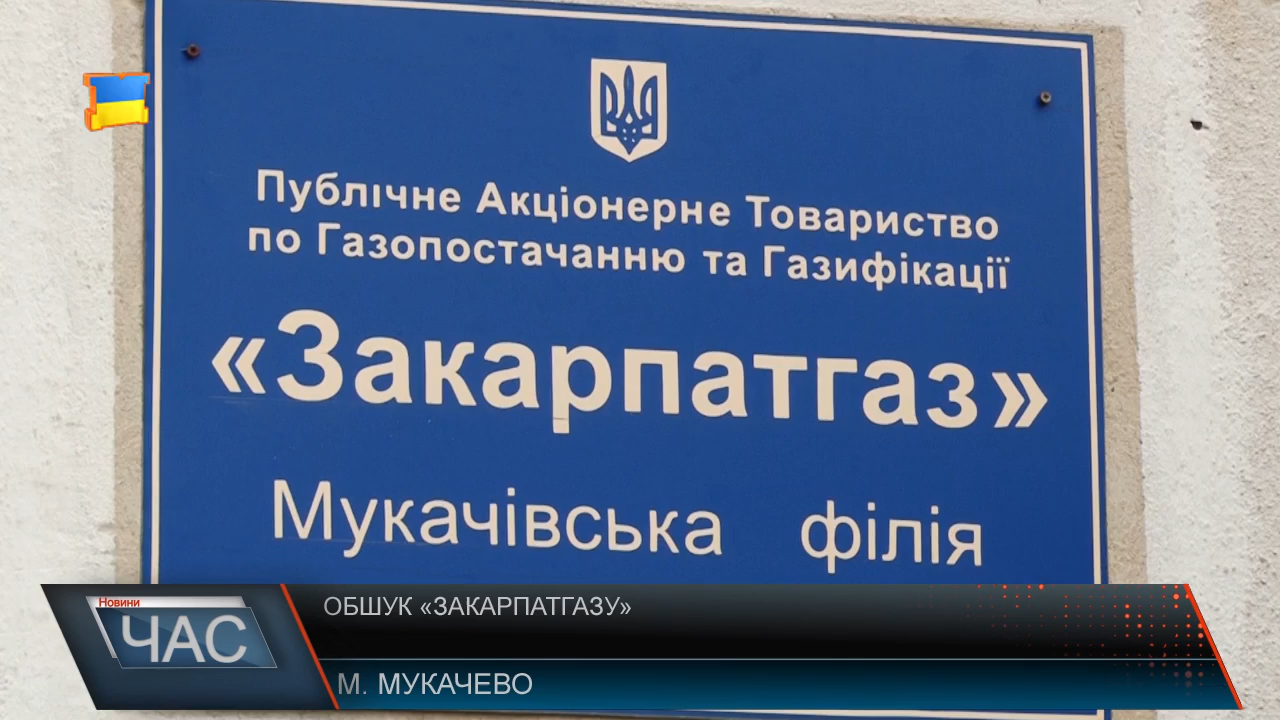 Публічне Акціонерне Товариство
по Газопостачанню та Газифікації
«Закарпатгаз»
Мукачівська філія
Новини
ЧАС
ОБШУК «ЗАКАРПАТГАЗУ»
М. МУКАЧЕВО